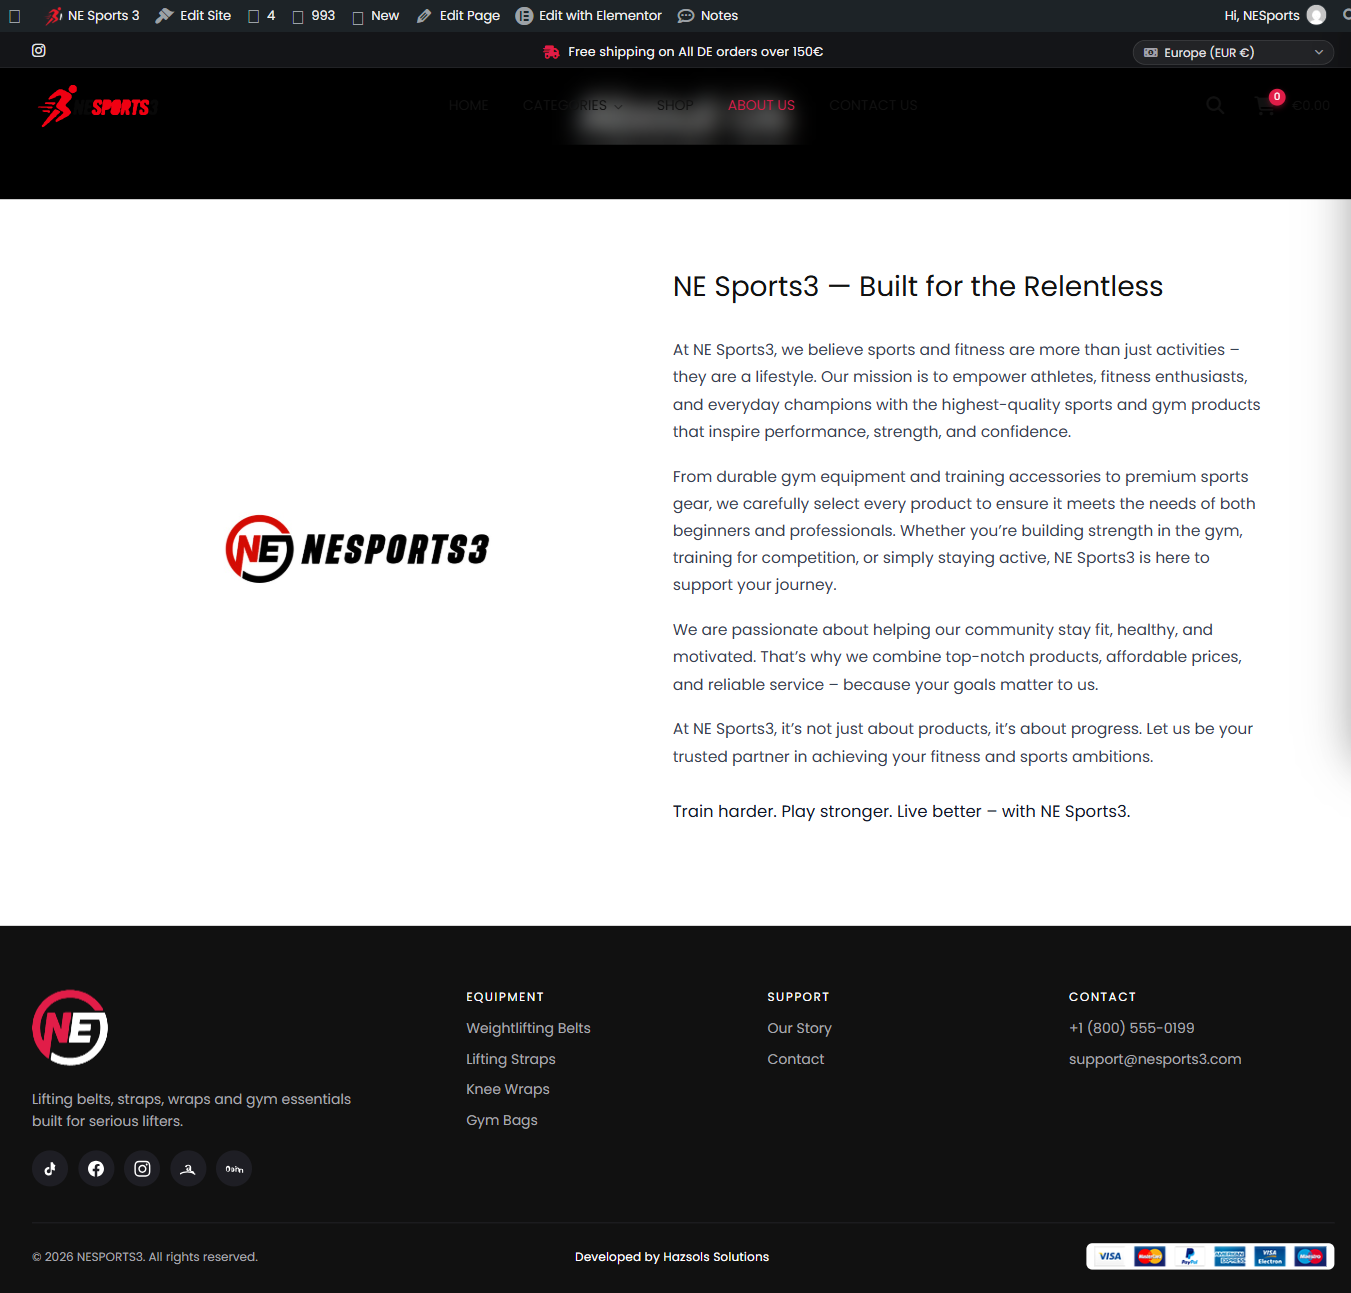 NE Sports 3 Edit Site 4 993 New Edit Page Edit with Elementor Notes Hi, NESports
Free shipping on All DE orders over 150€ Europe (EUR €)
SPORTS HOME CATEGORIES SHOP ABOUT US CONTACT US 0 €0.00
NE Sports3 — Built for the Relentless
At NE Sports3, we believe sports and fitness are more than just activities –
they are a lifestyle. Our mission is to empower athletes, fitness enthusiasts,
and everyday champions with the highest-quality sports and gym products
that inspire performance, strength, and confidence.
From durable gym equipment and training accessories to premium sports
gear, we carefully select every product to ensure it meets the needs of both
beginners and professionals. Whether you’re building strength in the gym,
training for competition, or simply staying active, NE Sports3 is here to
support your journey.
NE NESPORTS3
We are passionate about helping our community stay fit, healthy, and
motivated. That’s why we combine top-notch products, affordable prices,
and reliable service – because your goals matter to us.
At NE Sports3, it’s not just about products, it’s about progress. Let us be your
trusted partner in achieving your fitness and sports ambitions.
Train harder. Play stronger. Live better – with NE Sports3.
NE
Lifting belts, straps, wraps and gym essentials
built for serious lifters.
EQUIPMENT
Weightlifting Belts
Lifting Straps
Knee Wraps
Gym Bags
SUPPORT
Our Story
Contact
CONTACT
+1 (800) 555-0199
support@nesports3.com
© 2026 NESPORTS3. All rights reserved.
Developed by Hazsols Solutions
VISA MasterCard PayPal AMERICAN EXPRESS VISA Electron Maestro